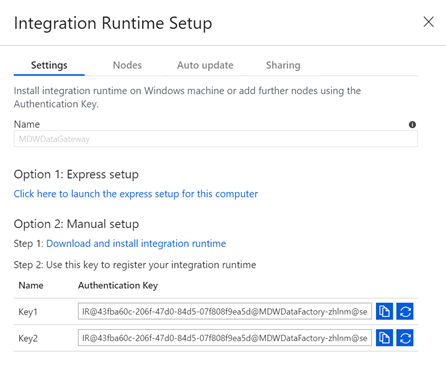 Integration Runtime Setup
Settings
Nodes
Auto update
Sharing
Install integration runtime on Windows machine or add further nodes using the
Authentication Key.
Name
MDWDataGateway
Option 1: Express setup
Click here to launch the express setup for this computer
Option 2: Manual setup
Step 1: Download and install integration runtime
Step 2: Use this key to register your integration runtime
Name Authentication Key
Key1 IR@43fba60c-206f-47d0-84d5-07f808f9ea5d@MDWDataFactory-zhlnm@se
Key2 IR@43fba60c-206f-47d0-84d5-07f808f9ea5d@MDWDataFactory-zhlnm@se